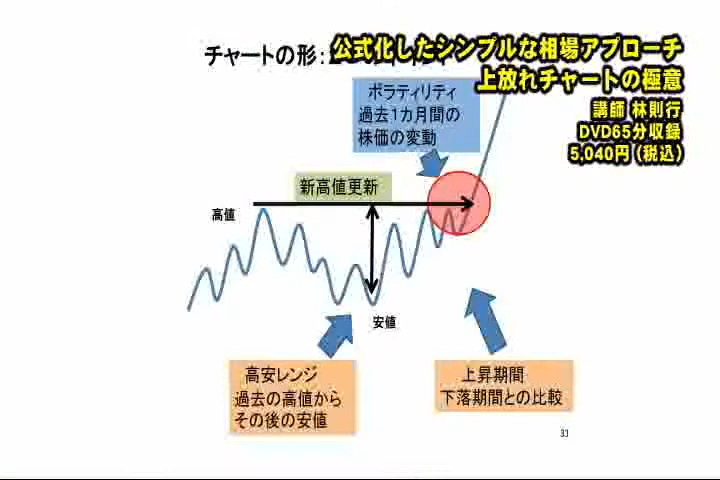 チャートの形：
公式化したシンプルな相場アプローチ
上放れチャートの極意
講師 林則行
DVD65分収録
5,040円（税込）
ボラティリティ
過去1カ月間の
株価の変動
新高値更新
高値
安値
高安レンジ
過去の高値から
その後の安値
上昇期間
下落期間との比較
33